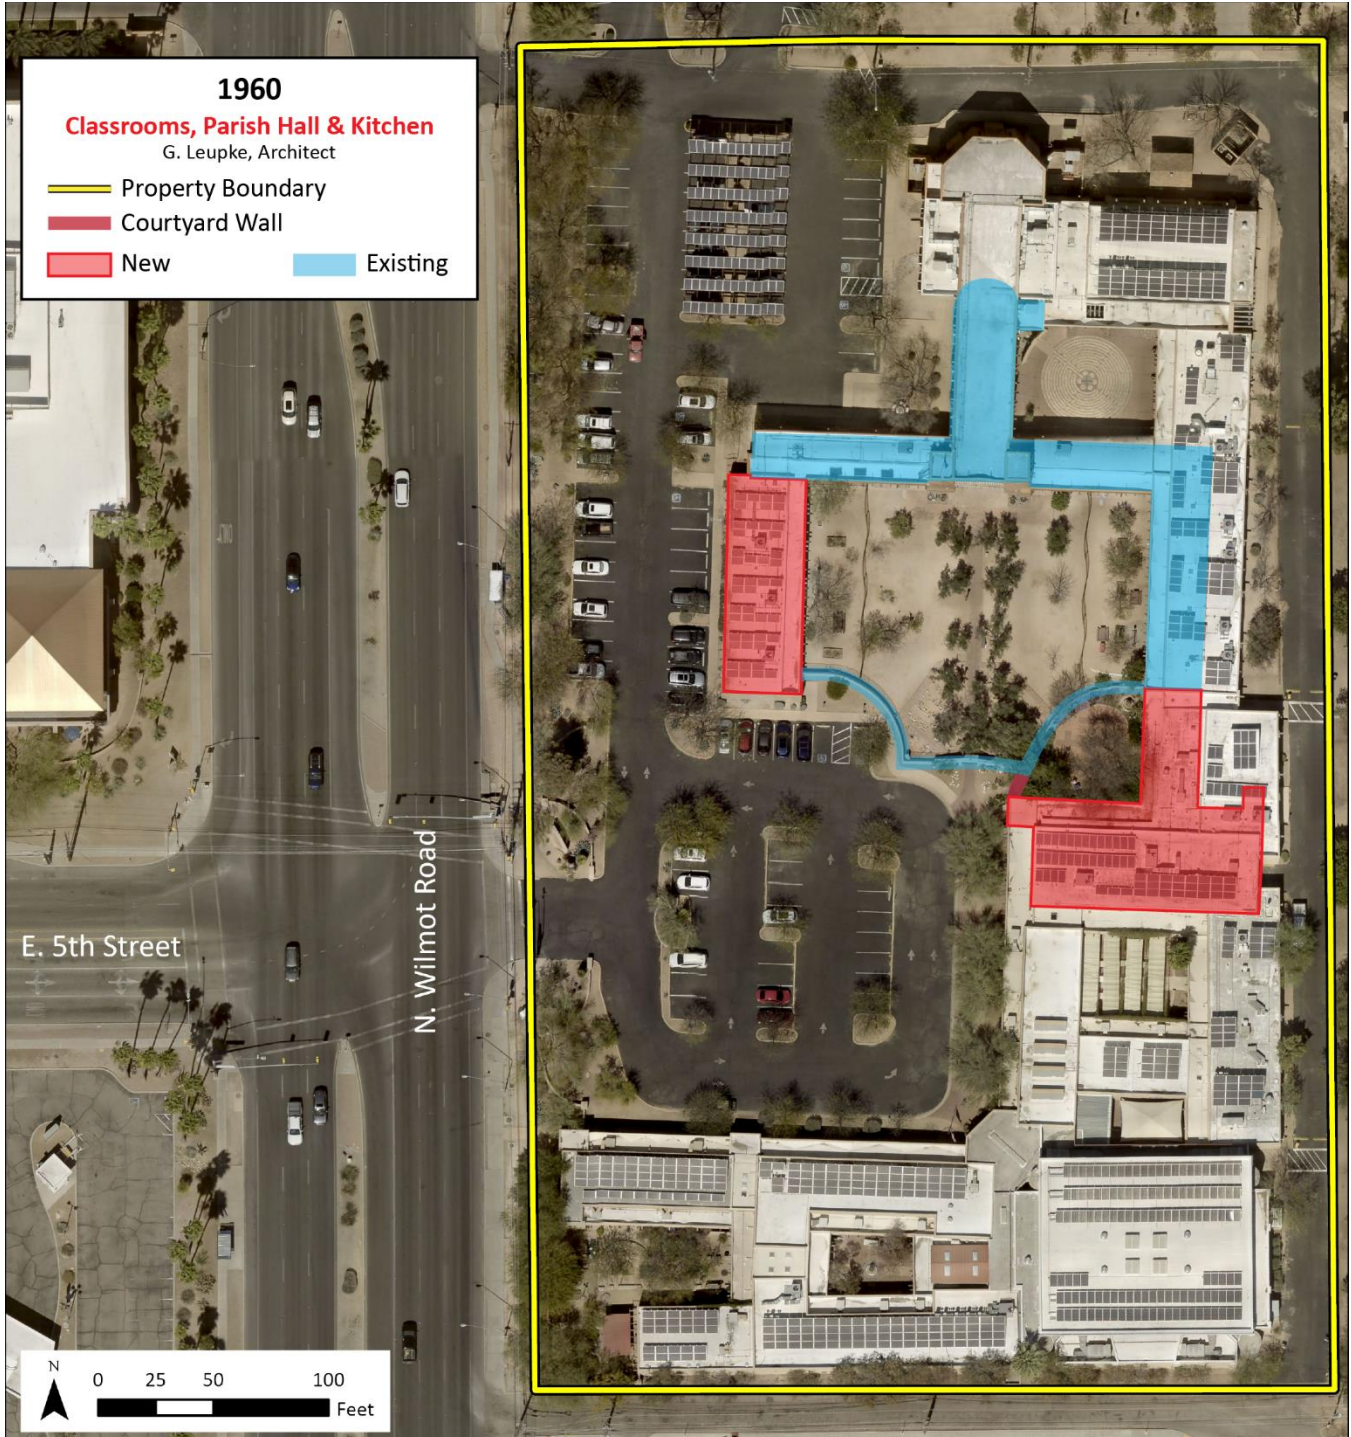 1960
Classrooms, Parish Hall & Kitchen
G. Leupke, Architect
Property Boundary
Courtyard Wall
New Existing
E. 5th Street
N. Wilmot Road
N
0 25 50 100
Feet